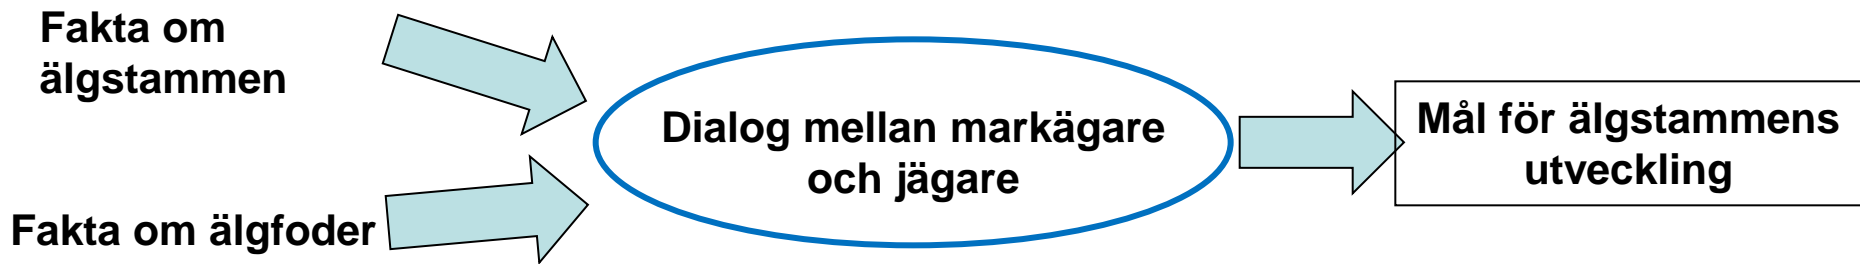 Fakta om
älgstammen
Fakta om älgfoder
Dialog mellan markägare
och jägare
Mål för älgstammens
utveckling